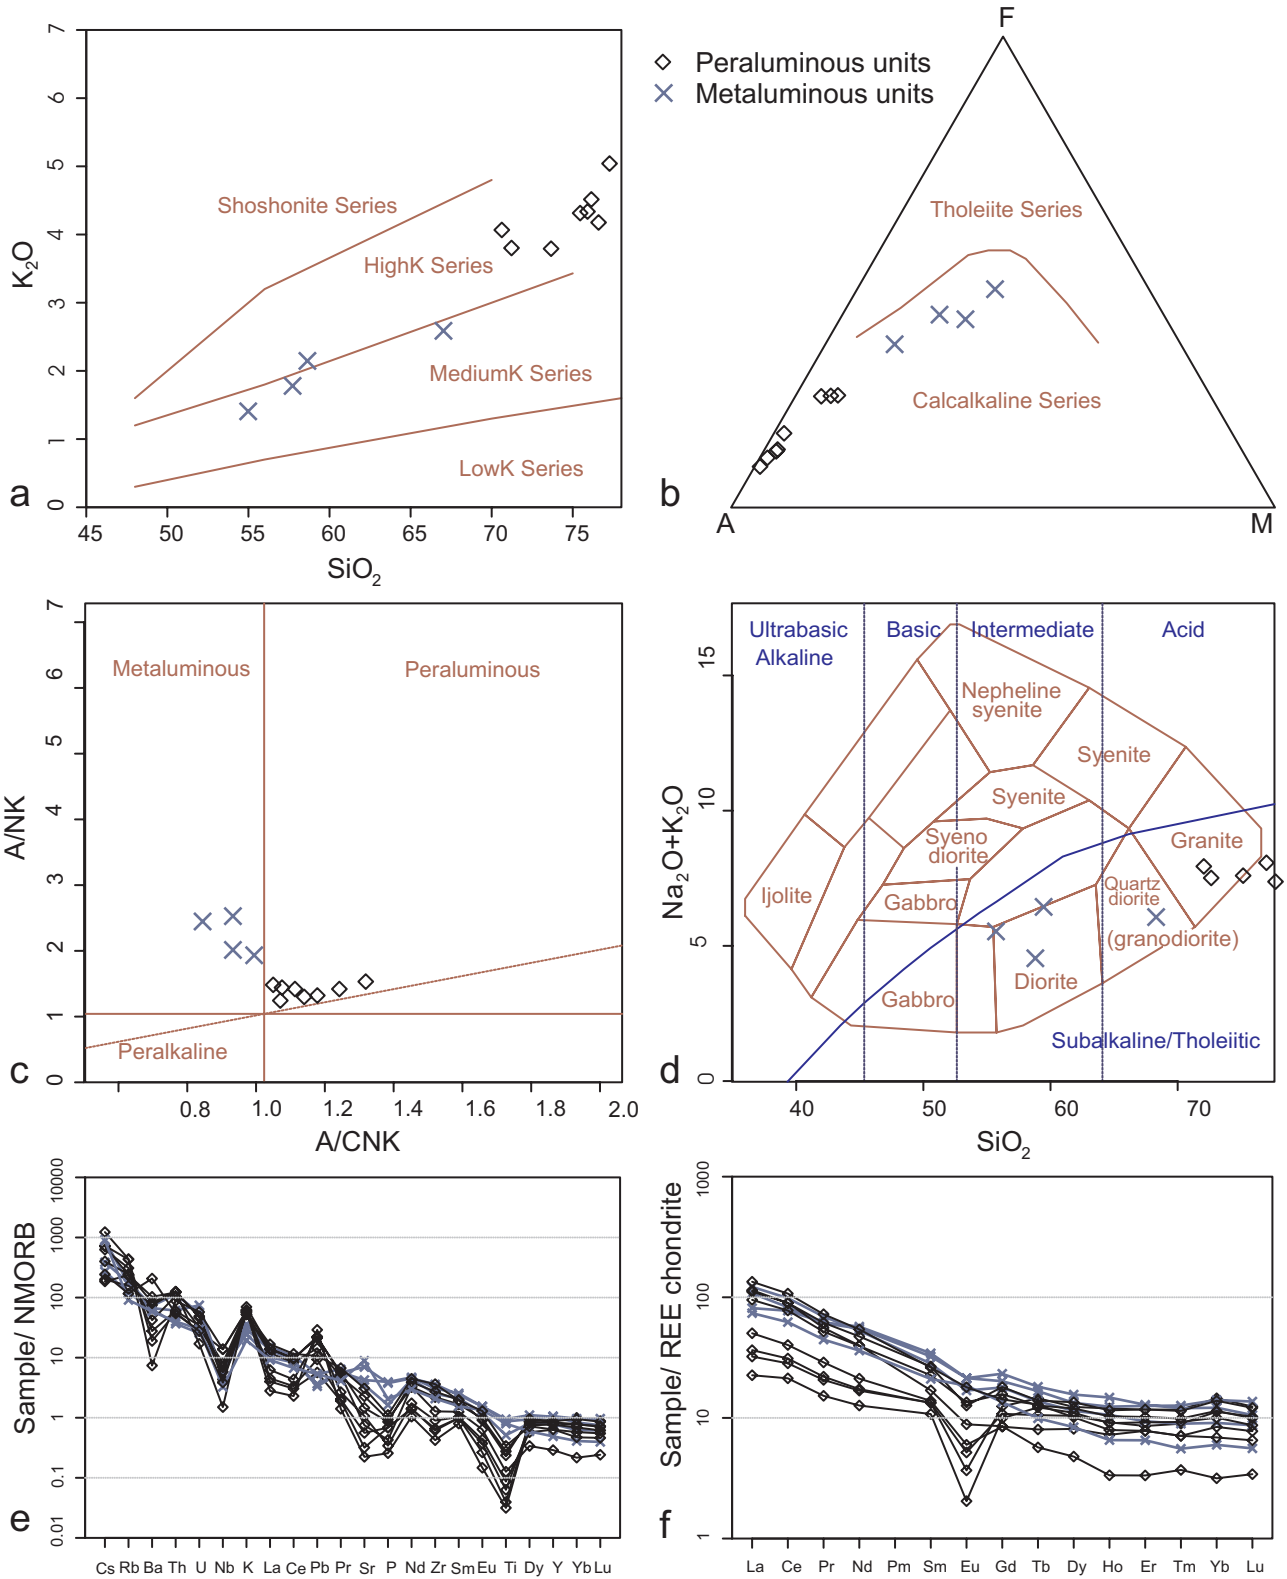 Peraluminous units
Metaluminous units
a
K₂O
7
6
5
4
3
2
1
0
Shoshonite Series
HighK Series
MediumK Series
LowK Series
45 50 55 60 65 70 75
SiO₂
b
F
Tholeiite Series
Calcalkaline Series
A
M
c
A/NK
7
6
5
4
3
2
1
0
Metaluminous
Peraluminous
Peralkaline
0.8 1.0 1.2 1.4 1.6 1.8 2.0
A/CNK
d
Na₂O+K₂O
15
10
5
0
Ultrabasic
Alkaline
Basic
Intermediate
Acid
Nepheline
syenite
Syenite
Syenite
Syeno
diorite
Granite
Ijolite
Gabbro
Quartz
diorite
(granodiorite)
Diorite
Gabbro
Subalkaline/Tholeiitic
40 50 60 70
SiO₂
e
Sample/ NMORB
10000
1000
100
10
1
0.1
0.01
Cs Rb Ba Th U Nb K La Ce Pb Pr Sr P Nd Zr Sm Eu Ti Dy Y Yb Lu
f
Sample/ REE chondrite
1000
100
10
1
La Ce Pr Nd Pm Sm Eu Gd Tb Dy Ho Er Tm Yb Lu